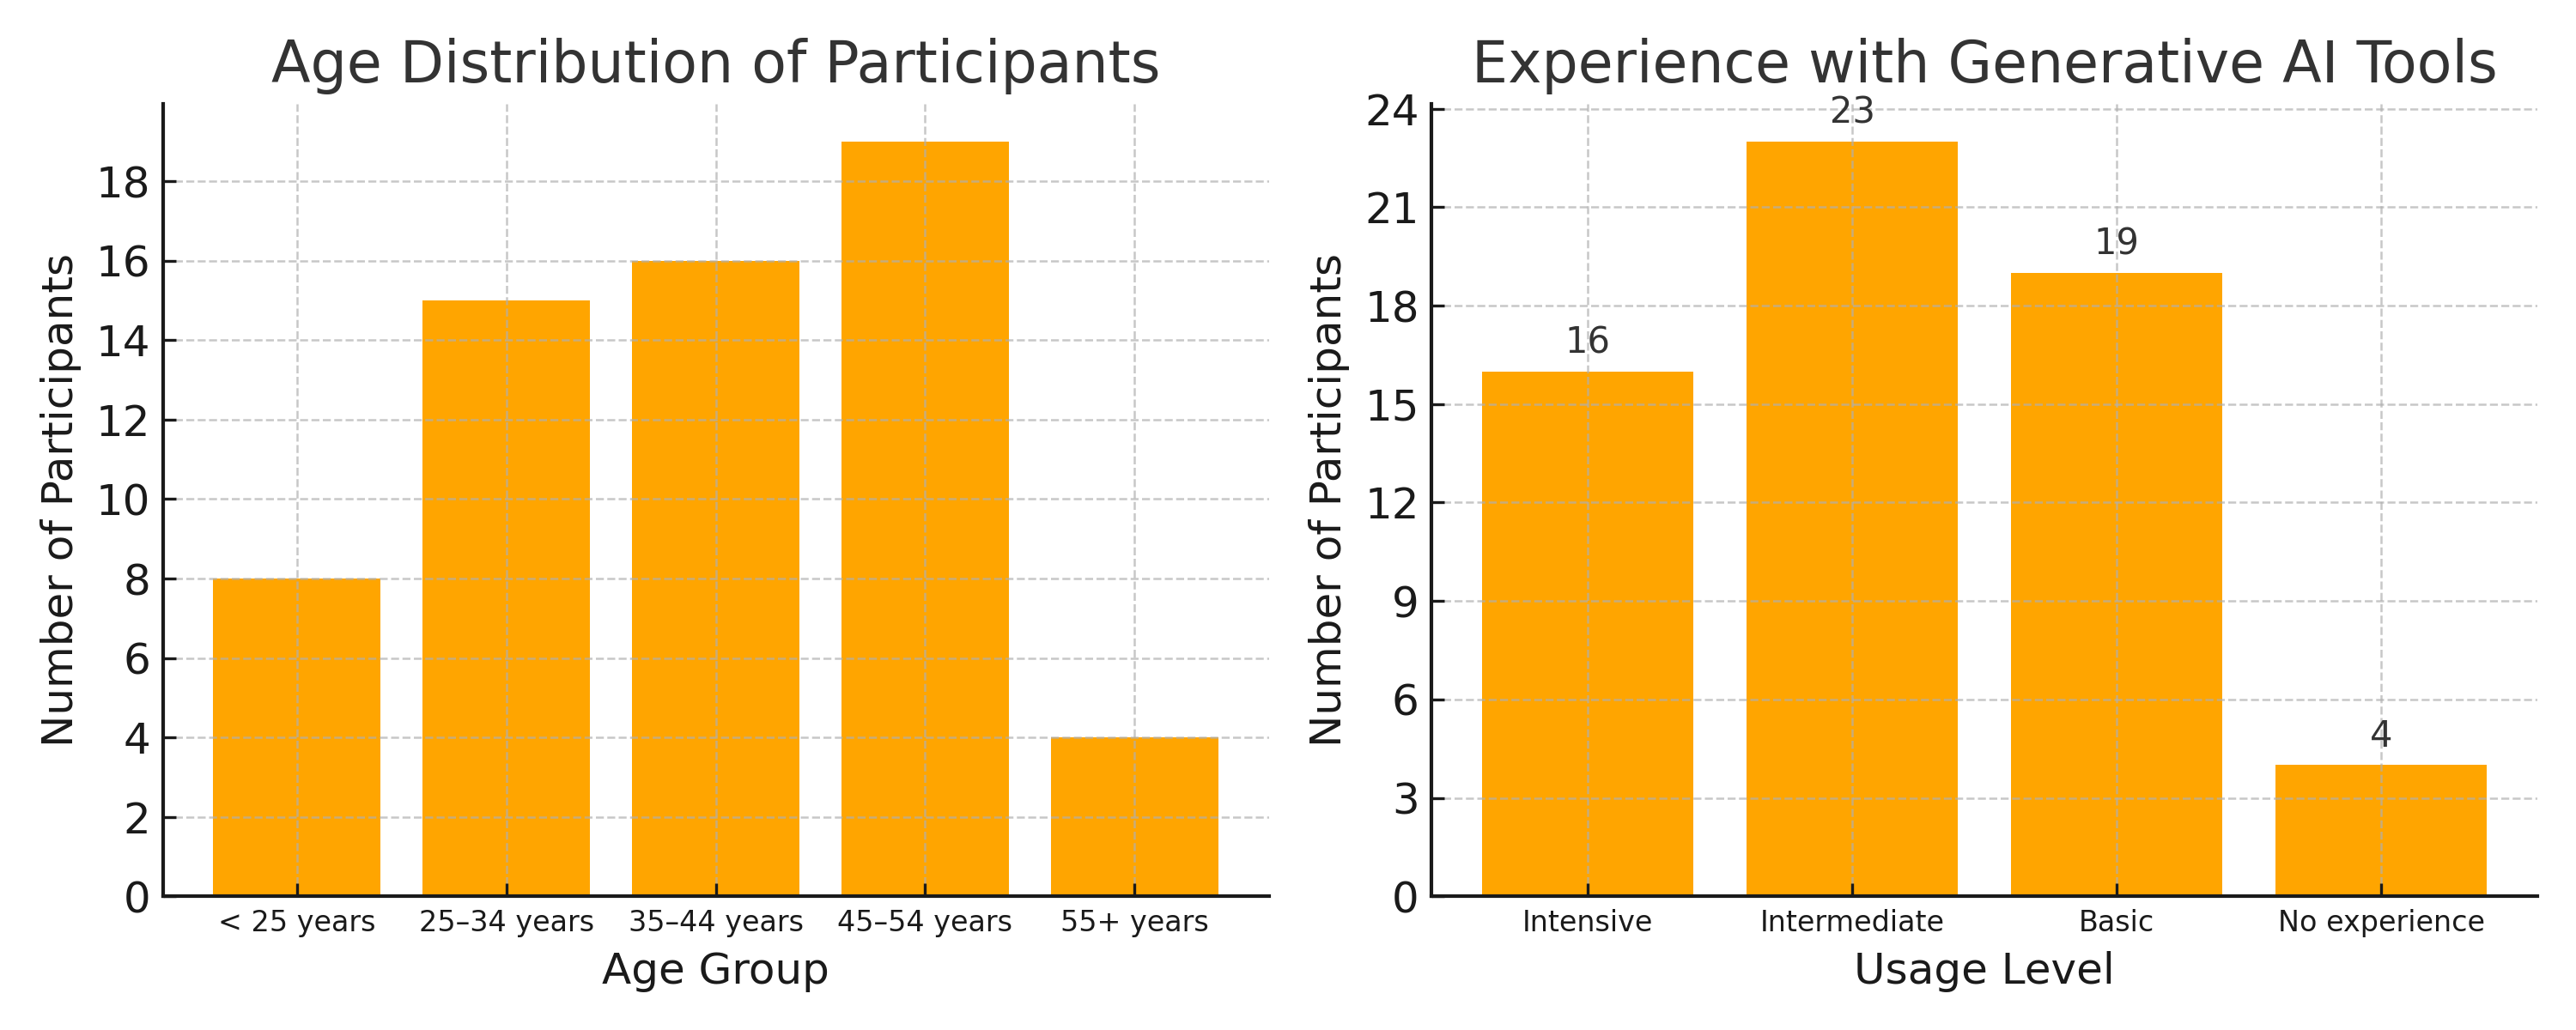 Age Distribution of Participants
Number of Participants
18
16
14
12
10
8
6
4
2
0
< 25 years
25–34 years
35–44 years
45–54 years
55+ years
Age Group
Experience with Generative AI Tools
Number of Participants
24
21
18
15
12
9
6
3
0
16
23
19
4
Intensive
Intermediate
Basic
No experience
Usage Level